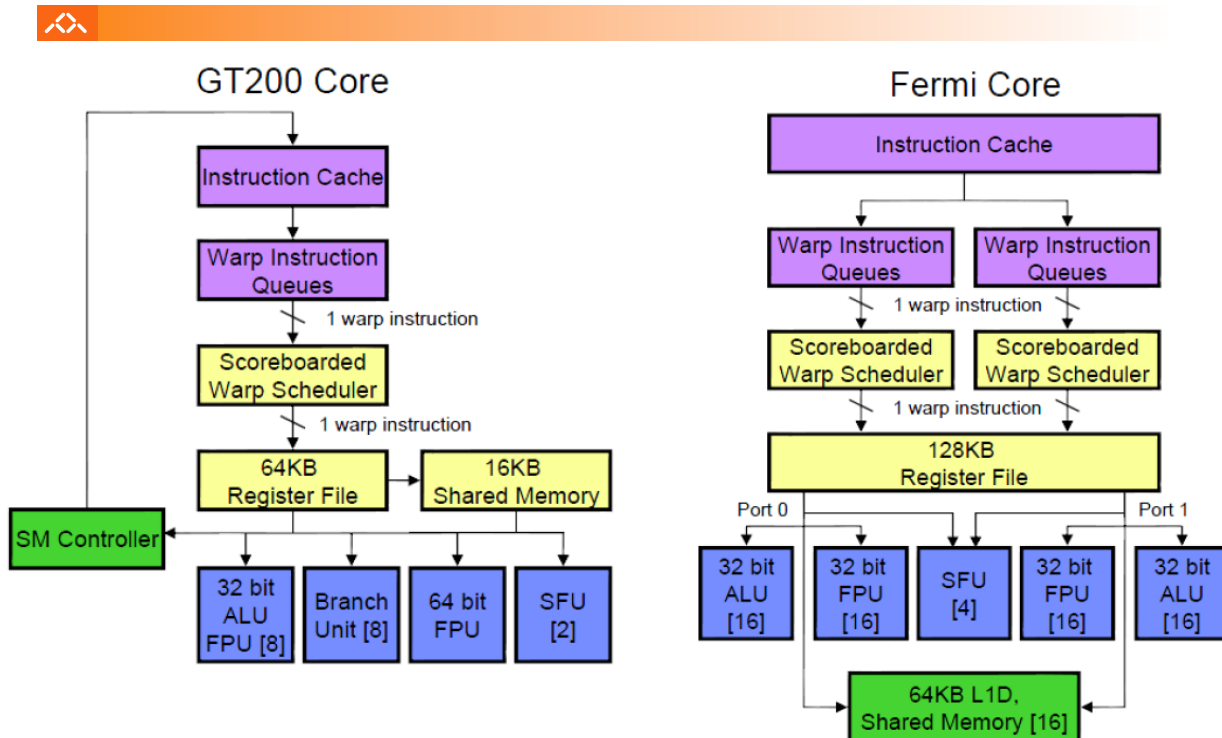 GT200 Core
Instruction Cache
Warp Instruction
Queues
1 warp instruction
Scoreboarded
Warp Scheduler
1 warp instruction
64KB
Register File
16KB
Shared Memory
SM Controller
32 bit
ALU
FPU [8]
Branch
Unit [8]
64 bit
FPU
SFU
[2]
Fermi Core
Instruction Cache
Warp Instruction
Queues
Warp Instruction
Queues
1 warp instruction
Scoreboarded
Warp Scheduler
Scoreboarded
Warp Scheduler
1 warp instruction
128KB
Register File
Port 0
Port 1
32 bit
ALU
[16]
32 bit
FPU
[16]
SFU
[4]
32 bit
FPU
[16]
32 bit
ALU
[16]
64KB L1D,
Shared Memory [16]